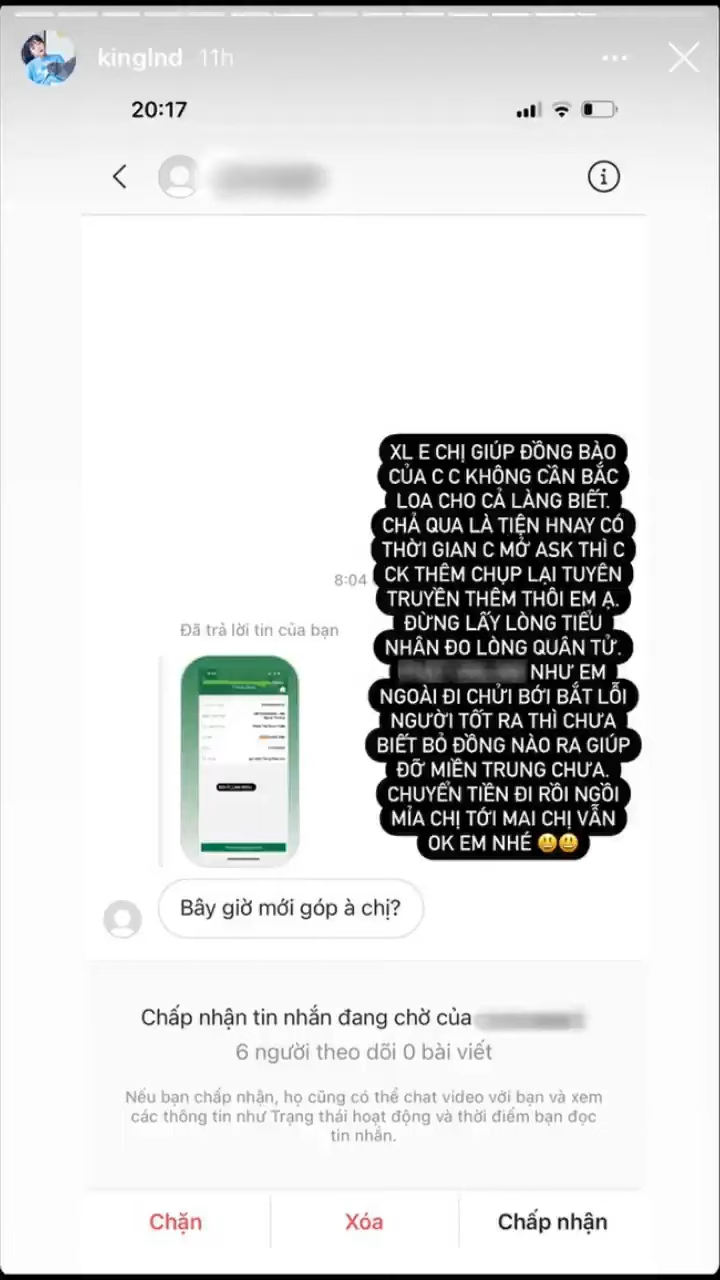 kinglnd 11h
20:17
XL E CHỊ GIÚP ĐỒNG BÀO
CỦA C C KHÔNG CẦN BẮC
LOA CHO CẢ LÀNG BIẾT.
CHẢ QUA LÀ TIỆN HNAY CÓ
THỜI GIAN C MỞ ASK THÌ C
CK THÊM CHỤP LẠI TUYÊN
TRUYỀN THÊM THÔI EM Ạ.
ĐỪNG LẤY LÒNG TIỂU
NHÂN ĐO LÒNG QUÂN TỬ.
NHƯ EM
NGOÀI ĐI CHỬI BỚI BẮT LỖI
NGƯỜI TỐT RA THÌ CHƯA
BIẾT BỎ ĐỒNG NÀO RA GIÚP
ĐỠ MIỀN TRUNG CHƯA.
CHUYỂN TIỀN ĐI RỒI NGỒI
MỈA CHỊ TỚI MAI CHỊ VẪN
OK EM NHÉ 😃😃
8:04
Đã trả lời tin của bạn
Bây giờ mới góp à chị?
Chấp nhận tin nhắn đang chờ của
6 người theo dõi 0 bài viết
Nếu bạn chấp nhận, họ cũng có thể chat video với bạn và xem
các thông tin như Trạng thái hoạt động và thời điểm bạn đọc
tin nhắn.
Chặn
Xóa
Chấp nhận